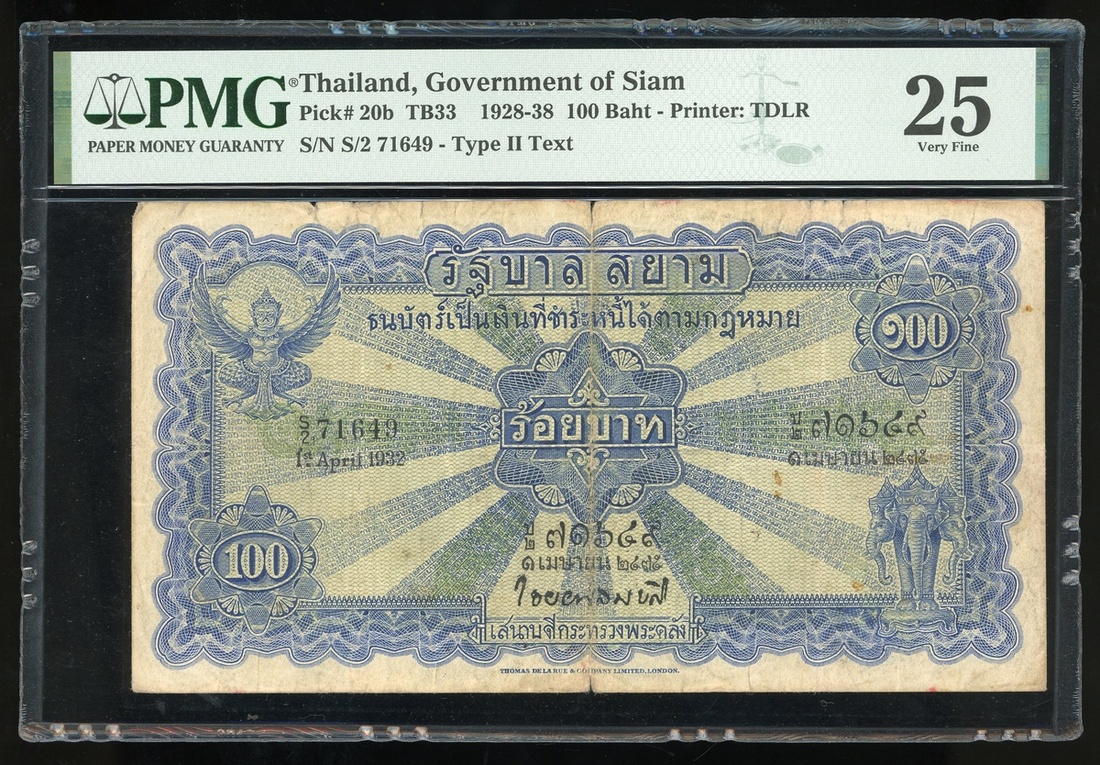 PMG®
PAPER MONEY GUARANTY
Thailand, Government of Siam
Pick# 20b TB33 1928-38 100 Baht - Printer: TDLR
S/N S/2 71649 - Type II Text
25
Very Fine
รัฐบาล สยาม
ธนบัตร์เป็นเงินที่ชำระหนี้ได้ตามกฎหมาย
๑๐๐
ร้อยบาท
S/2 71649
1st April 1932
๒ ๗๑๖๔๙
๑ เมษายน ๒๔๗๕
100
๒ ๗๑๖๔๙
๑ เมษายน ๒๔๗๕
เสนาบดีกระทรวงพระคลัง
THOMAS DE LA RUE & COMPANY LIMITED, LONDON.